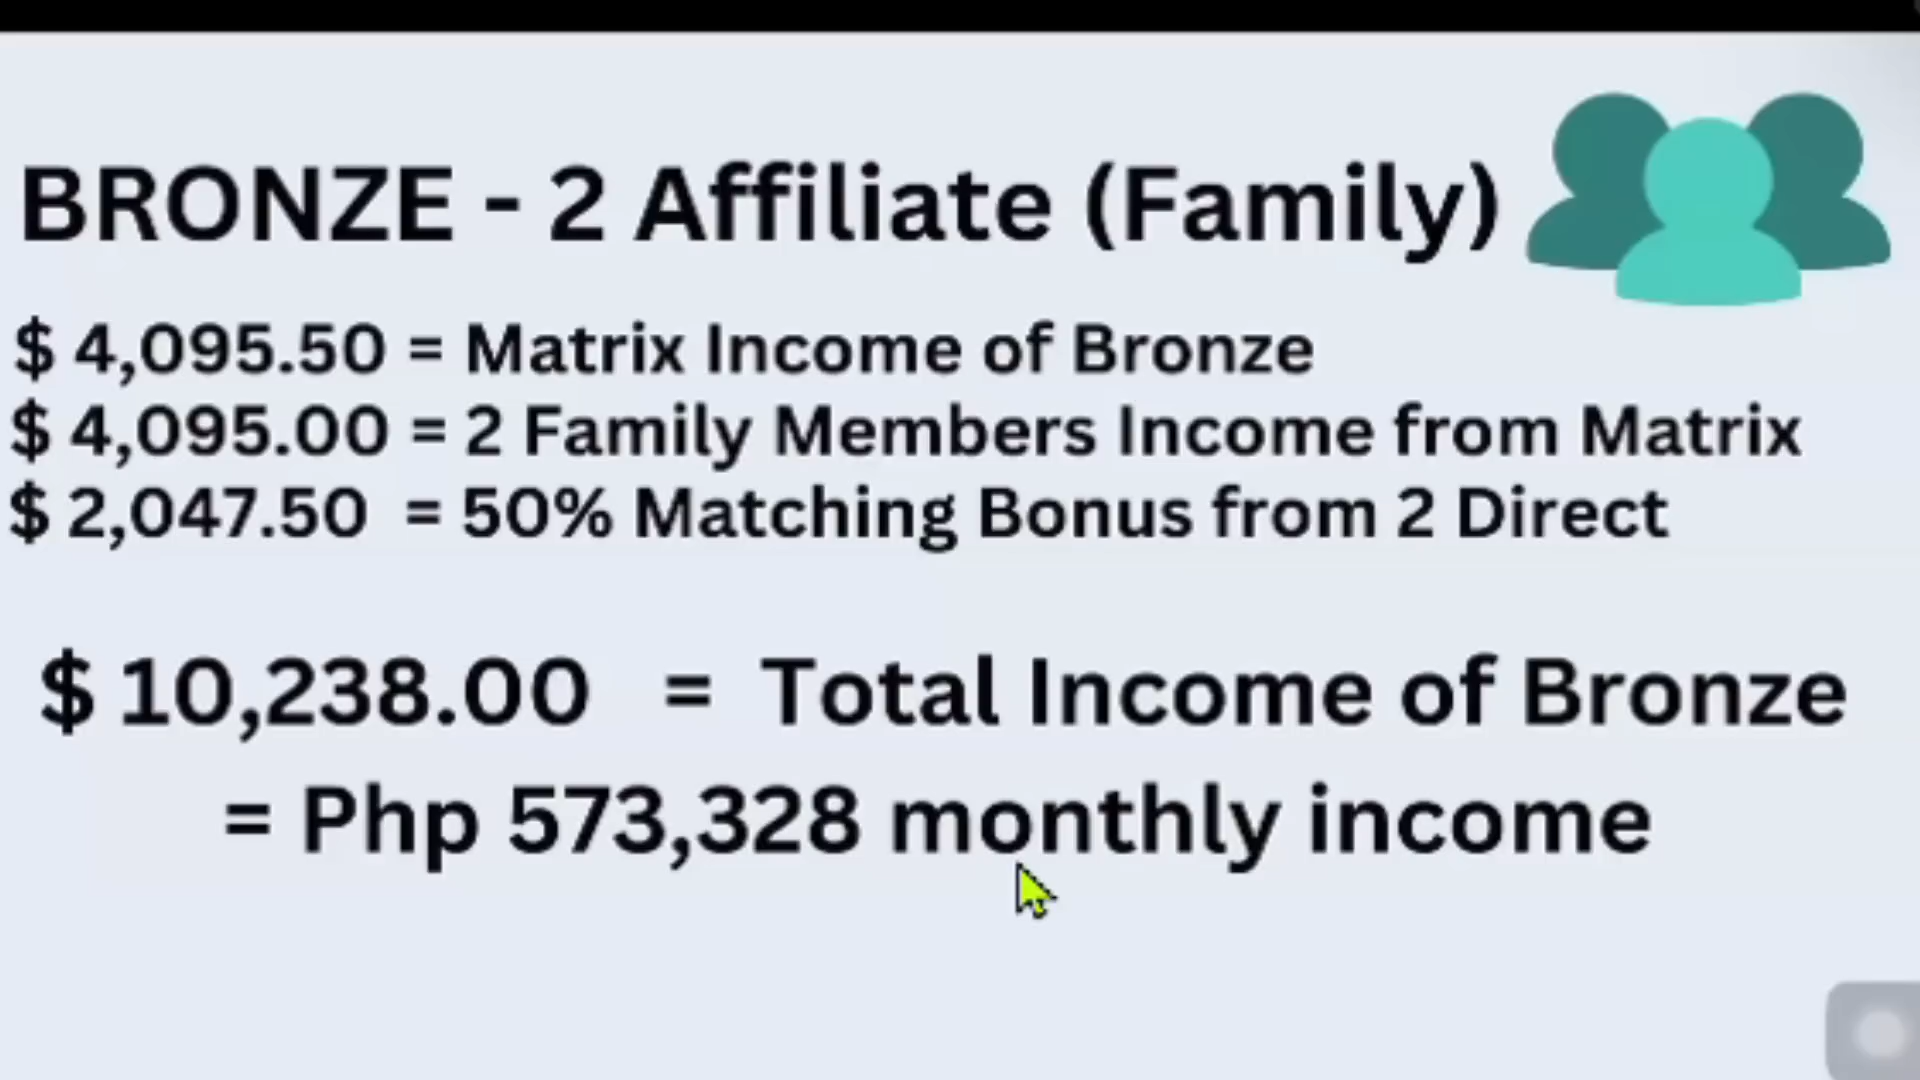 BRONZE - 2 Affiliate (Family)
$ 4,095.50 = Matrix Income of Bronze
$ 4,095.00 = 2 Family Members Income from Matrix
$ 2,047.50 = 50% Matching Bonus from 2 Direct
$ 10,238.00 = Total Income of Bronze
= Php 573,328 monthly income